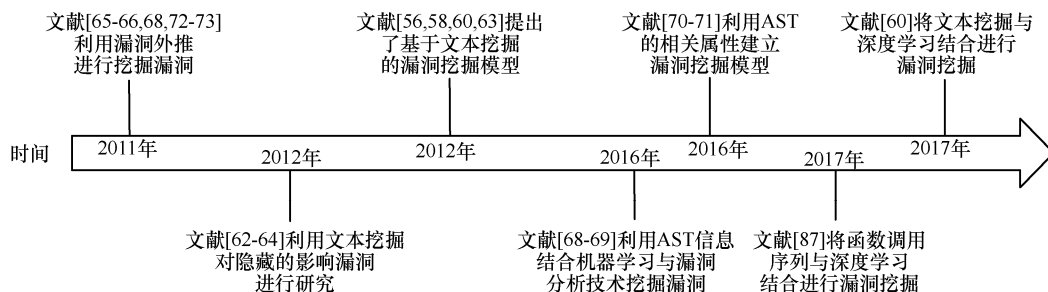 文献[65-66,68,72-73]
利用漏洞外推
进行挖掘漏洞
文献[56,58,60,63]提出
了基于文本挖掘
的漏洞挖掘模型
文献[70-71]利用AST
的相关属性建立
漏洞挖掘模型
文献[60]将文本挖掘与
深度学习结合进行
漏洞挖掘
时间
2011年
2012年
2012年
2016年
2016年
2017年
2017年
文献[62-64]利用文本挖掘
对隐藏的影响漏洞
进行研究
文献[68-69]利用AST信息
结合机器学习与漏洞
分析技术挖掘漏洞
文献[87]将函数调用
序列与深度学习
结合进行漏洞挖掘